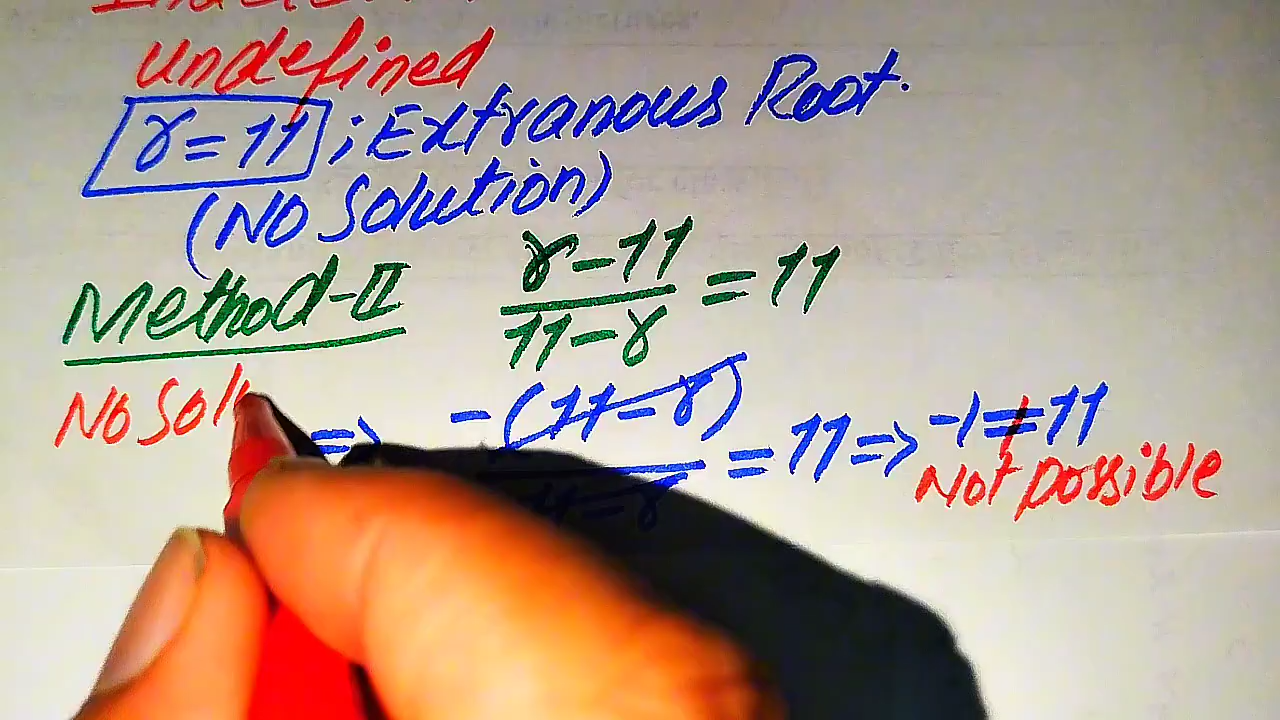 undefined
r=11 ; Extranous Root.
(No Solution)
Method-II (r-11)/(11-r) = 11
No Sol
=> -(11-r)/(11-r) = 11 => -1≠11
Not possible